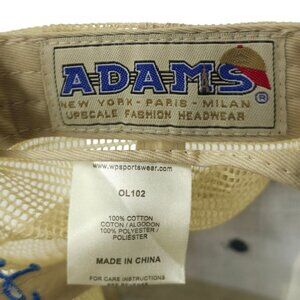 ADAMS®
NEW YORK - PARIS - MILAN
UPSCALE FASHION HEADWEAR
www.wpsportswear.com
OL102
100% COTTON
COTTON / ALGODON
100% POLYESTER /
POLIESTER
MADE IN CHINA
FOR CARE INSTRUCTIONS